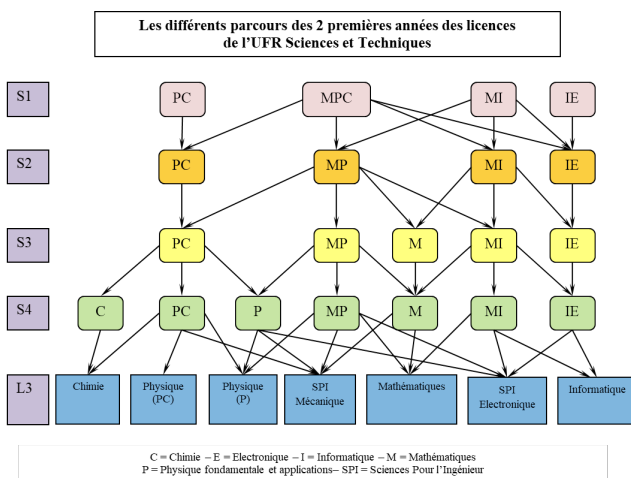 Les différents parcours des 2 premières années des licences
de l'UFR Sciences et Techniques
S1 PC MPC MI IE
S2 PC MP MI IE
S3 PC MP M MI IE
S4 C PC P MP M MI IE
L3
Chimie
Physique
(PC)
Physique
(P)
SPI
Mécanique
Mathématiques
SPI
Electronique
Informatique
C = Chimie – E = Electronique – I = Informatique – M = Mathématiques
P = Physique fondamentale et applications– SPI = Sciences Pour l'Ingénieur